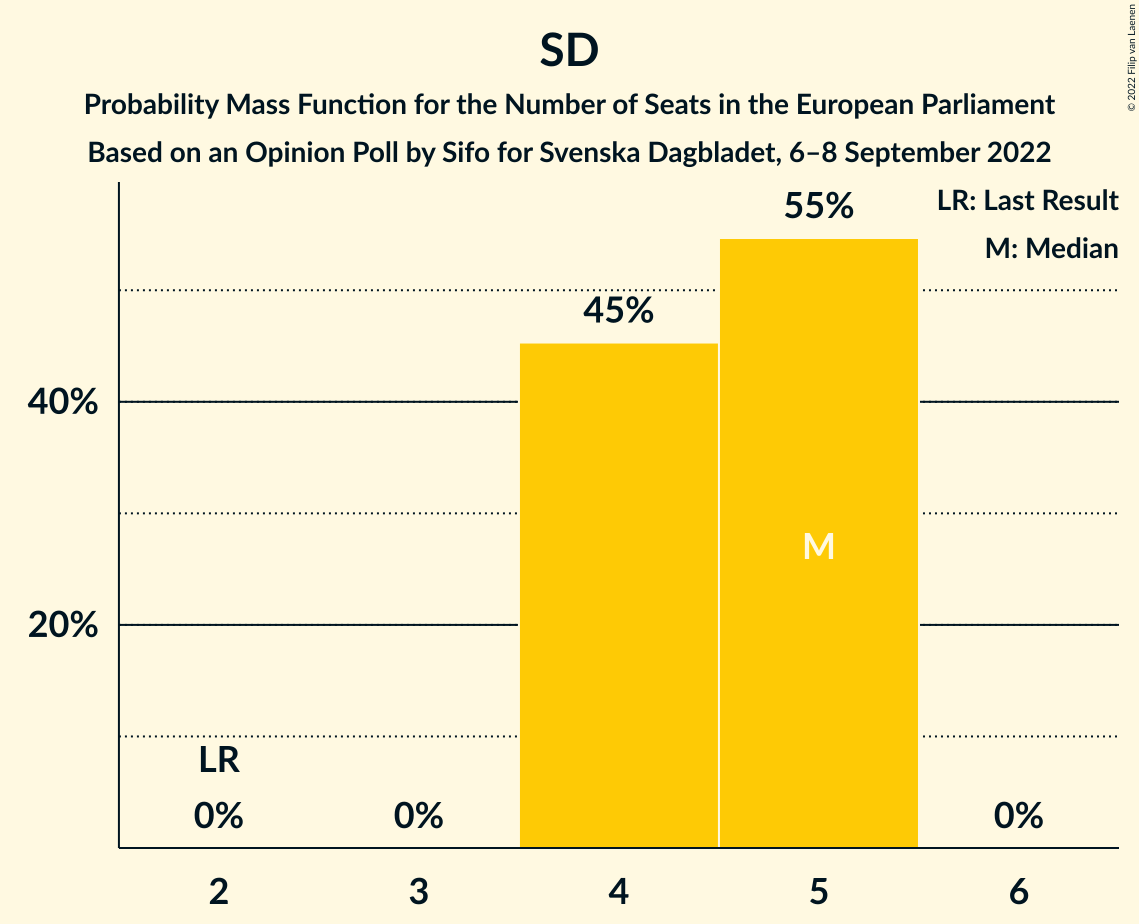 SD
Probability Mass Function for the Number of Seats in the European Parliament
Based on an Opinion Poll by Sifo for Svenska Dagbladet, 6–8 September 2022
© 2022 Filip van Laenen
LR: Last Result
M: Median
55%
45%
40%
M
20%
LR
0%
0%
0%
2
3
4
5
6